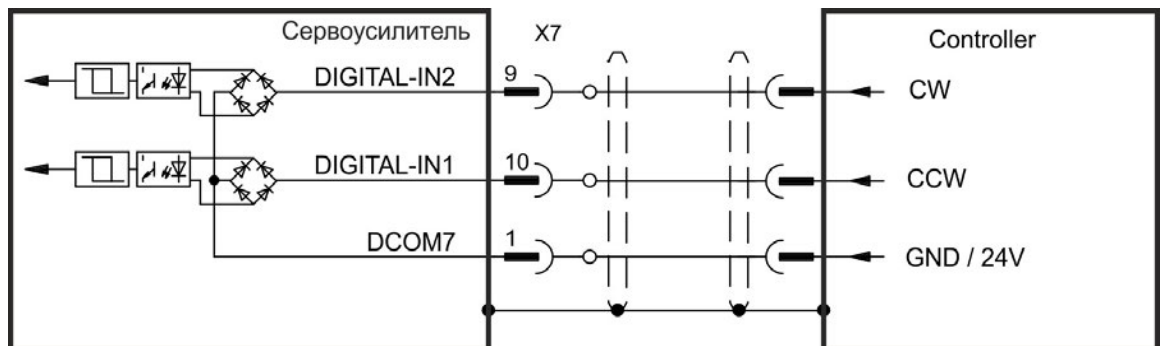 Сервоусилитель
X7
Controller
DIGITAL-IN2
9
CW
DIGITAL-IN1
10
CCW
DCOM7
1
GND / 24V